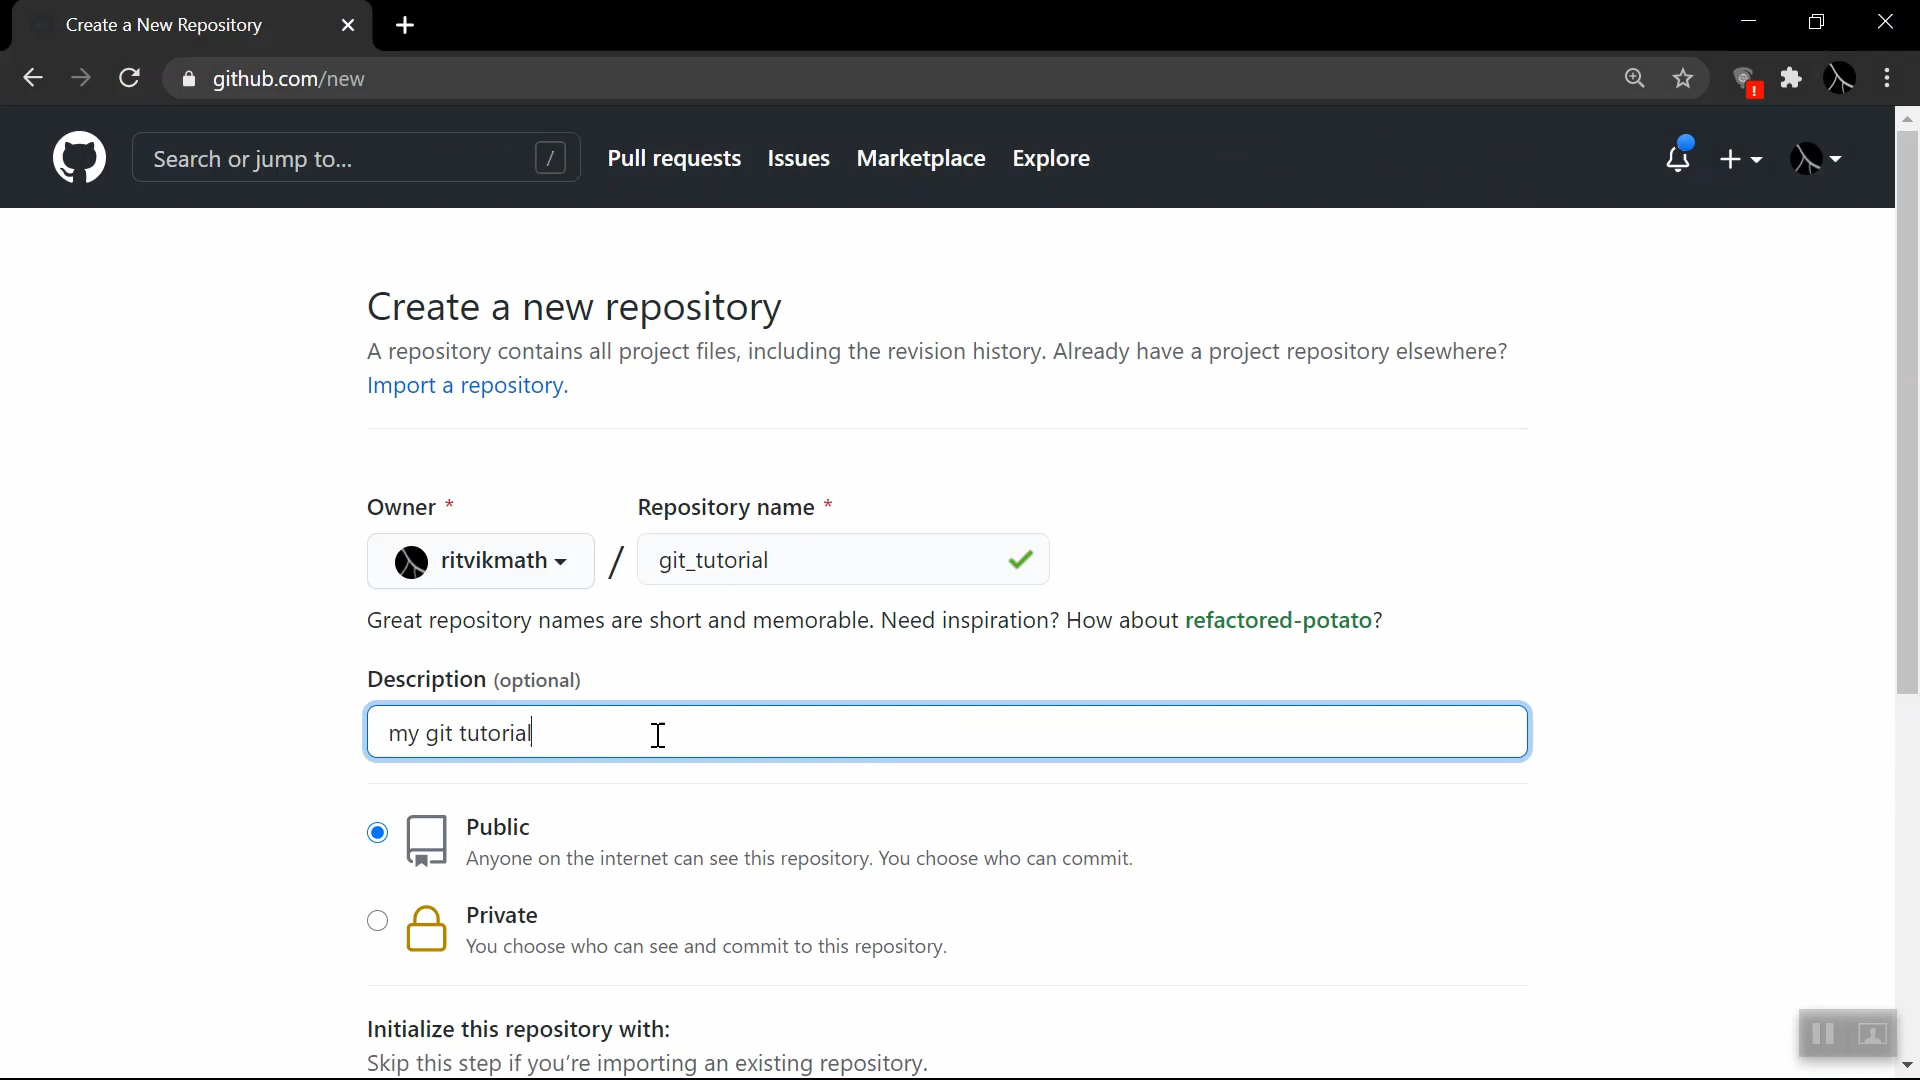 Create a New Repository
github.com/new
Search or jump to... /
Pull requests Issues Marketplace Explore
Create a new repository
A repository contains all project files, including the revision history. Already have a project repository elsewhere?
Import a repository.
Owner * Repository name *
ritvikmath / git_tutorial
Great repository names are short and memorable. Need inspiration? How about refactored-potato?
Description (optional)
my git tutorial
Public
Anyone on the internet can see this repository. You choose who can commit.
Private
You choose who can see and commit to this repository.
Initialize this repository with:
Skip this step if you're importing an existing repository.